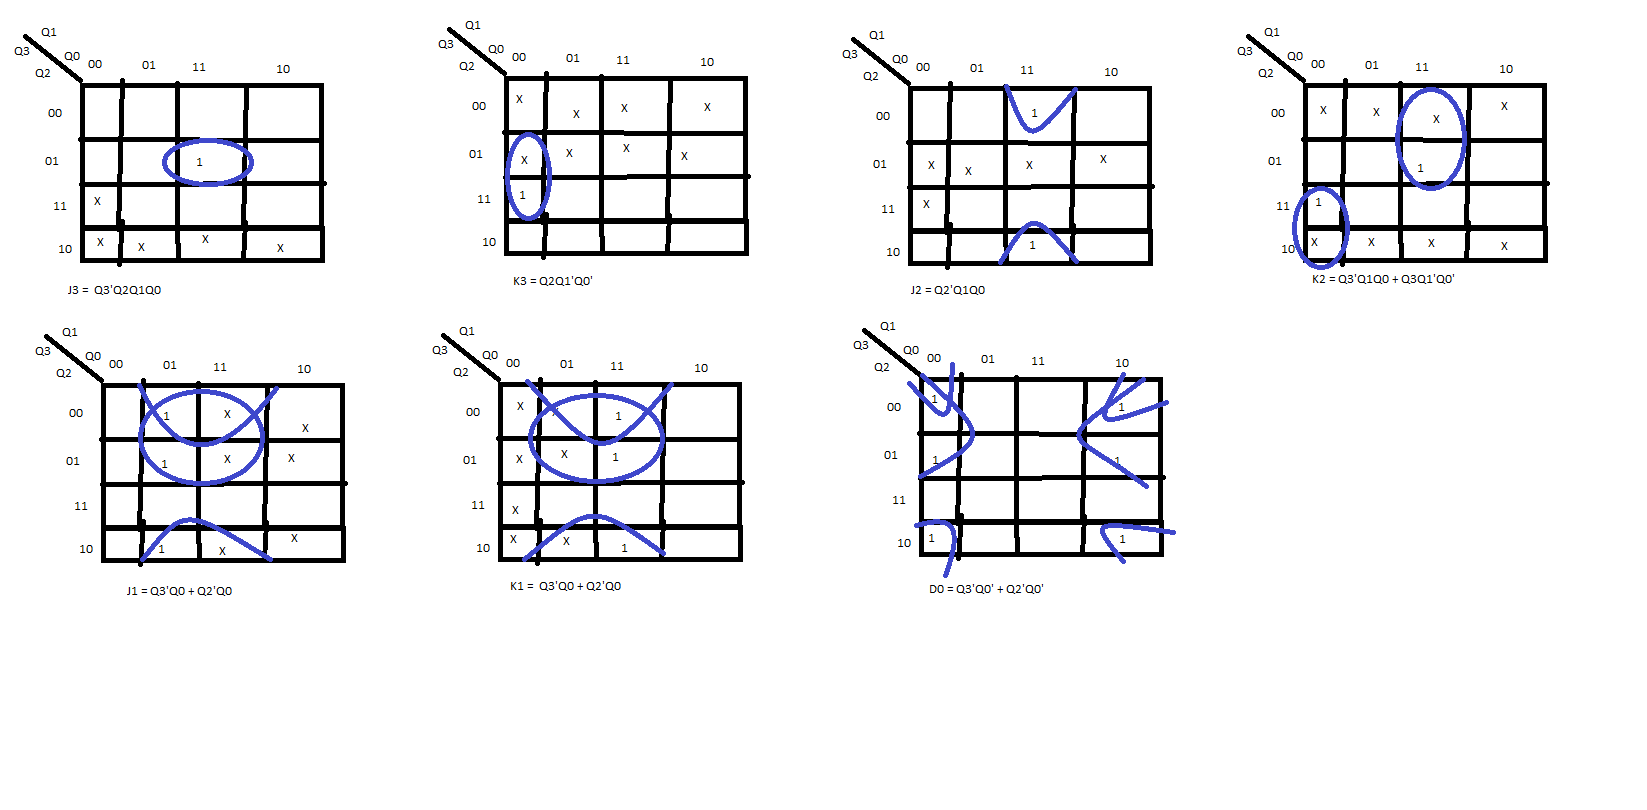 Q1
Q3
Q0
Q2
00 01 11 10
00
01 1
11 X
10 X X X X
J3 = Q3'Q2Q1Q0
Q1
Q3
Q0
Q2
00 01 11 10
00 X X X X
01 X X X X
11 1
10
K3 = Q2Q1'Q0'
Q1
Q3
Q0
Q2
00 01 11 10
00 1
01 X X X X
11 X
10 1
J2 = Q2'Q1Q0
Q1
Q3
Q0
Q2
00 01 11 10
00 X X X X
01 1
11 1
10 X X X X
K2 = Q3'Q1Q0 + Q3Q1'Q0'
Q1
Q3
Q0
Q2
00 01 11 10
00 1 X X
01 1 X X
11
10 1 X X
J1 = Q3'Q0 + Q2'Q0
Q1
Q3
Q0
Q2
00 01 11 10
00 X 1
01 X X 1
11 X
10 X X 1
K1 = Q3'Q0 + Q2'Q0
Q1
Q3
Q0
Q2
00 01 11 10
00 1 1
01 1 1
11
10 1 1
D0 = Q3'Q0' + Q2'Q0'